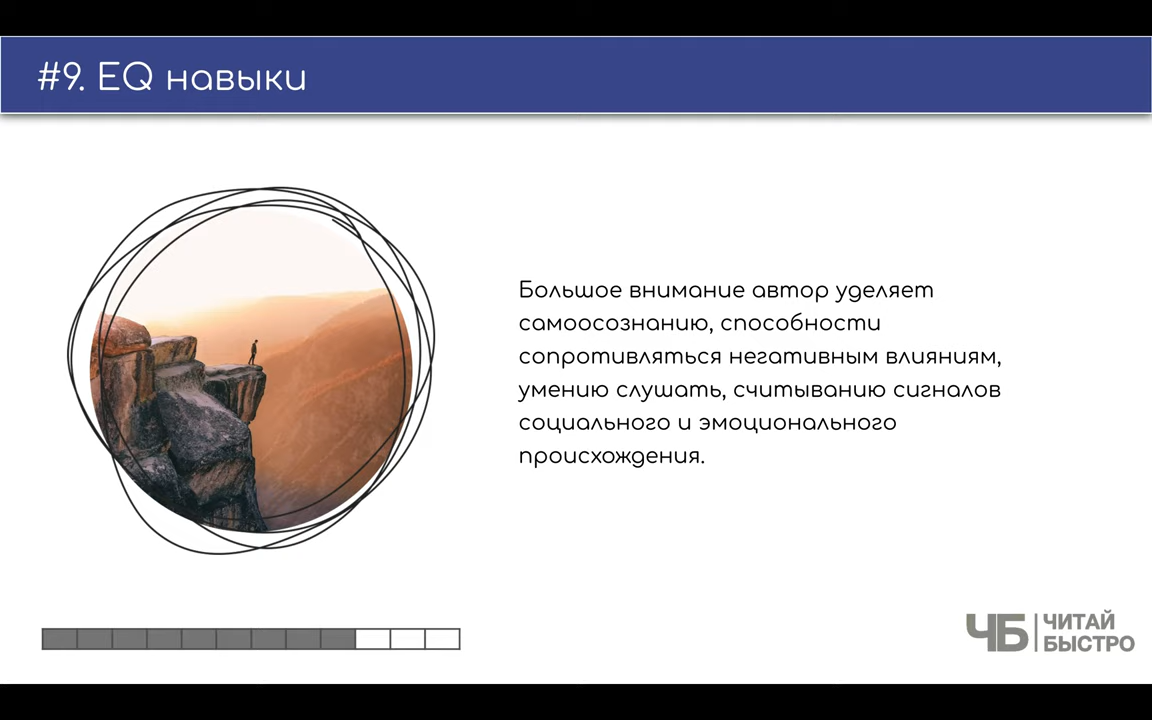 #9. EQ навыки
Большое внимание автор уделяет
самоосознанию, способности
сопротивляться негативным влияниям,
умению слушать, считыванию сигналов
социального и эмоционального
происхождения.
ЧБ ЧИТАЙ
БЫСТРО